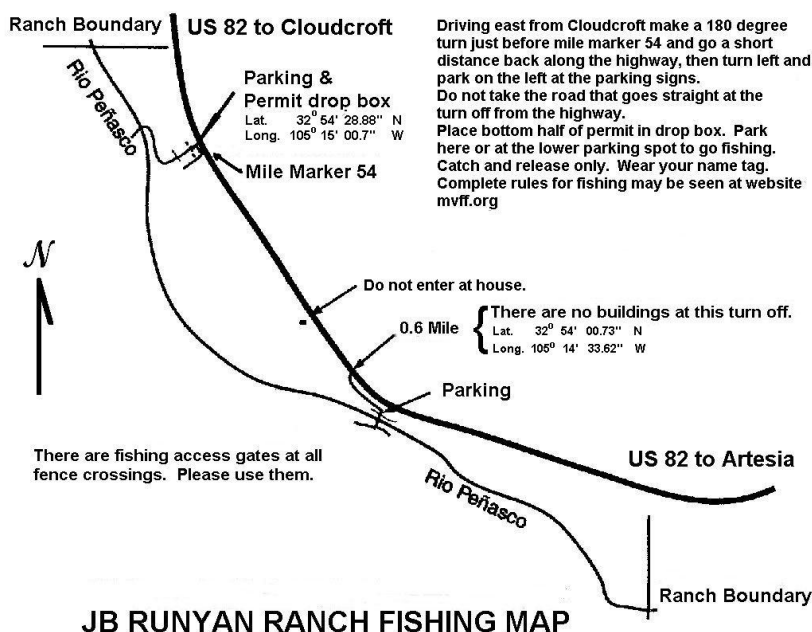 Ranch Boundary
US 82 to Cloudcroft
Driving east from Cloudcroft make a 180 degree
turn just before mile marker 54 and go a short
distance back along the highway, then turn left and
park on the left at the parking signs.
Do not take the road that goes straight at the
turn off from the highway.
Place bottom half of permit in drop box. Park
here or at the lower parking spot to go fishing.
Catch and release only. Wear your name tag.
Complete rules for fishing may be seen at website
mvff.org
Rio Peñasco
Parking &
Permit drop box
Lat. 32⁰ 54' 28.88" N
Long. 105⁰ 15' 00.7" W
Mile Marker 54
N
Do not enter at house.
0.6 Mile
There are no buildings at this turn off.
Lat. 32⁰ 54' 00.73" N
Long. 105⁰ 14' 33.62" W
Parking
There are fishing access gates at all
fence crossings. Please use them.
US 82 to Artesia
Rio Peñasco
Ranch Boundary
JB RUNYAN RANCH FISHING MAP